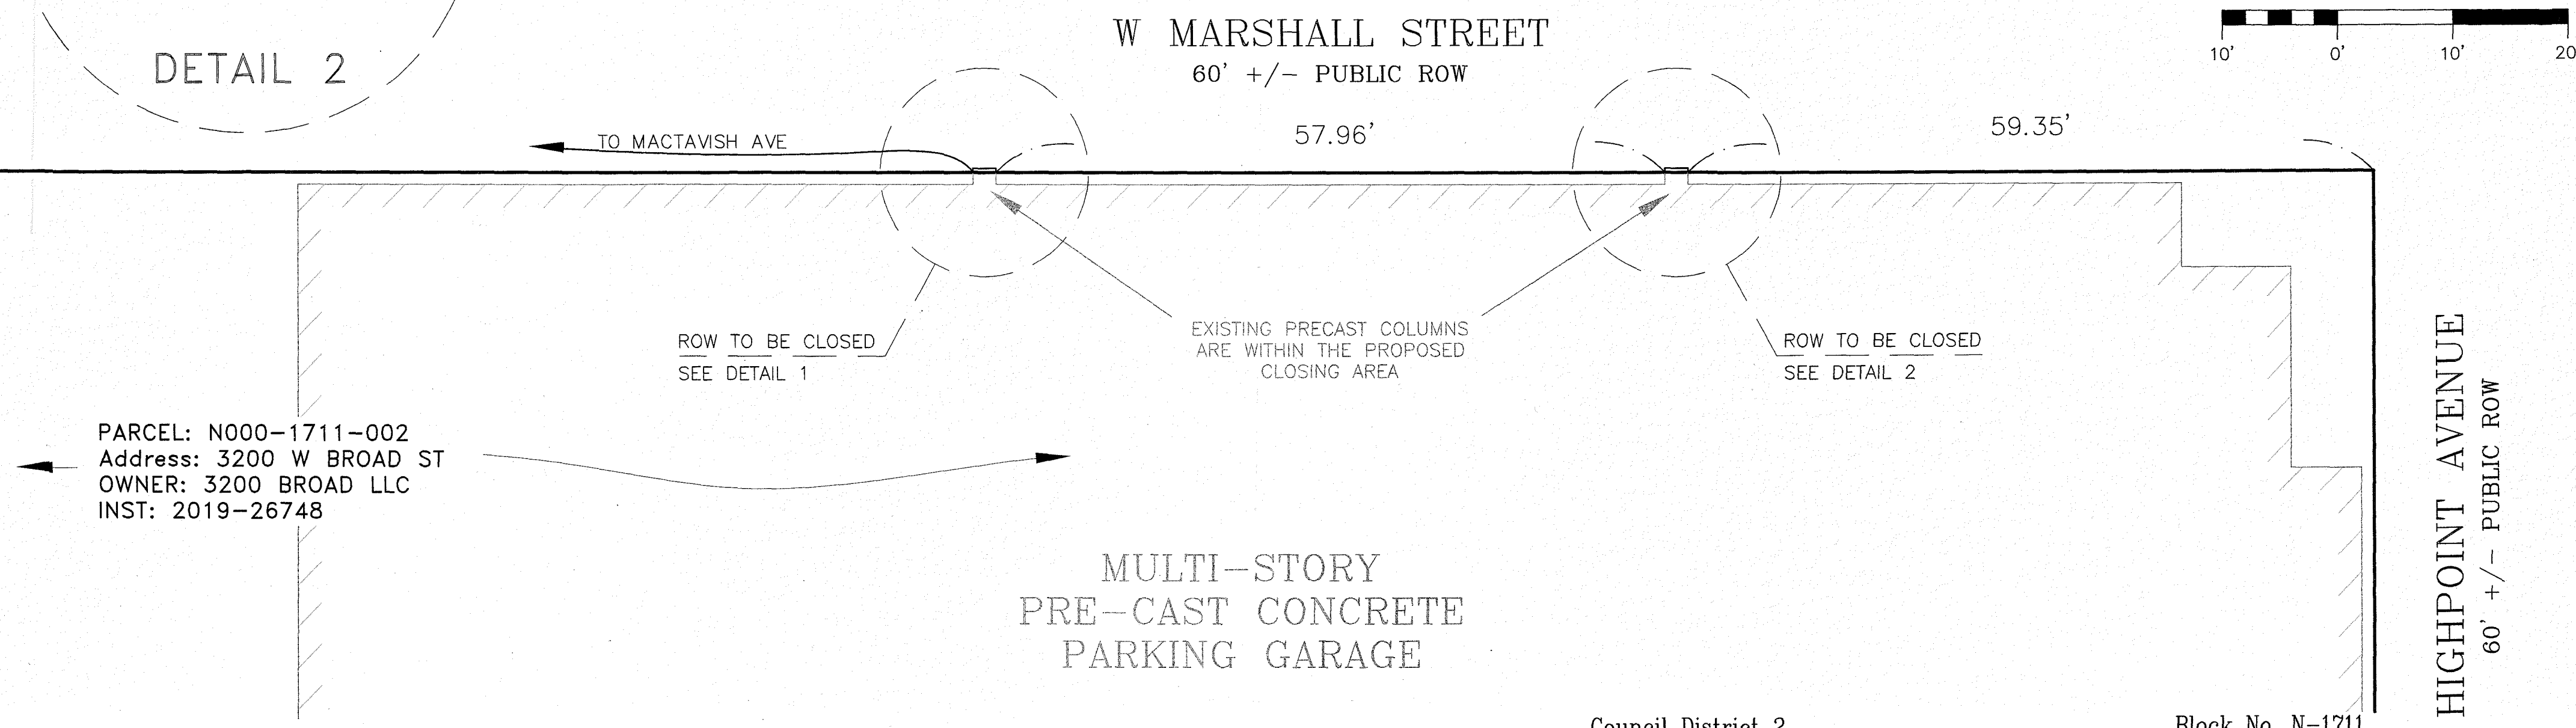 DETAIL 2
W MARSHALL STREET
60' +/- PUBLIC ROW
10' 0' 10' 20
TO MACTAVISH AVE
57.96'
59.35'
ROW TO BE CLOSED
SEE DETAIL 1
EXISTING PRECAST COLUMNS
ARE WITHIN THE PROPOSED
CLOSING AREA
ROW TO BE CLOSED
SEE DETAIL 2
PARCEL: N000-1711-002
Address: 3200 W BROAD ST
OWNER: 3200 BROAD LLC
INST: 2019-26748
MULTI-STORY
PRE-CAST CONCRETE
PARKING GARAGE
HIGHPOINT AVENUE
60' +/- PUBLIC ROW
Council District 2
Block No. N-1711